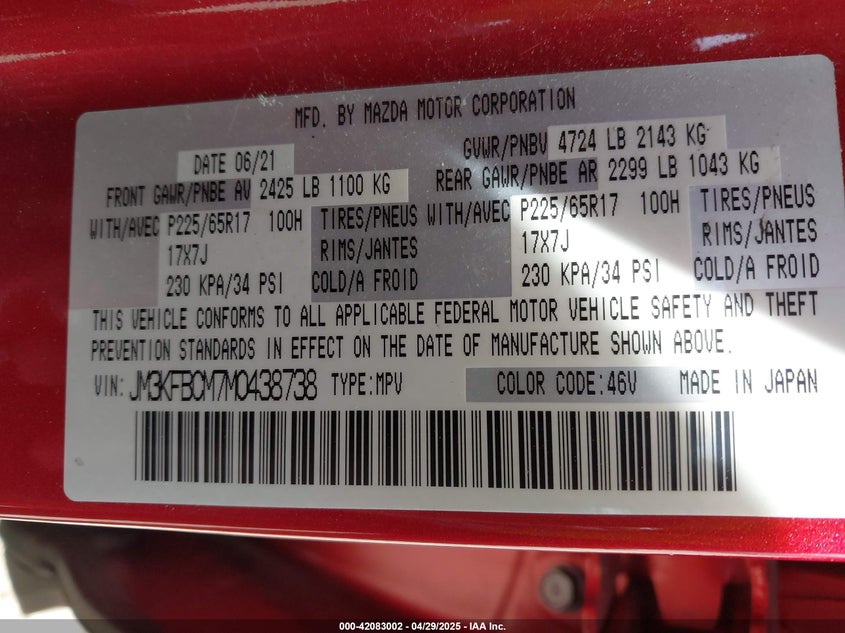 MFD. BY MAZDA MOTOR CORPORATION
DATE 06/21 GVWR/PNBV 4724 LB 2143 KG
FRONT GAWR/PNBE AV 2425 LB 1100 KG REAR GAWR/PNBE AR 2299 LB 1043 KG
WITH/AVEC P225/65R17 100H TIRES/PNEUS WITH/AVEC P225/65R17 100H TIRES/PNEUS
17X7J RIMS/JANTES 17X7J RIMS/JANTES
230 KPA/34 PSI COLD/A FROID 230 KPA/34 PSI COLD/A FROID
THIS VEHICLE CONFORMS TO ALL APPLICABLE FEDERAL MOTOR VEHICLE SAFETY AND THEFT
PREVENTION STANDARDS IN EFFECT ON THE DATE OF MANUFACTURE SHOWN ABOVE.
VIN: JM3KFBCM7M0438738 TYPE:MPV COLOR CODE:46V MADE IN JAPAN
000-42083002 - 04/29/2025 - IAA Inc.